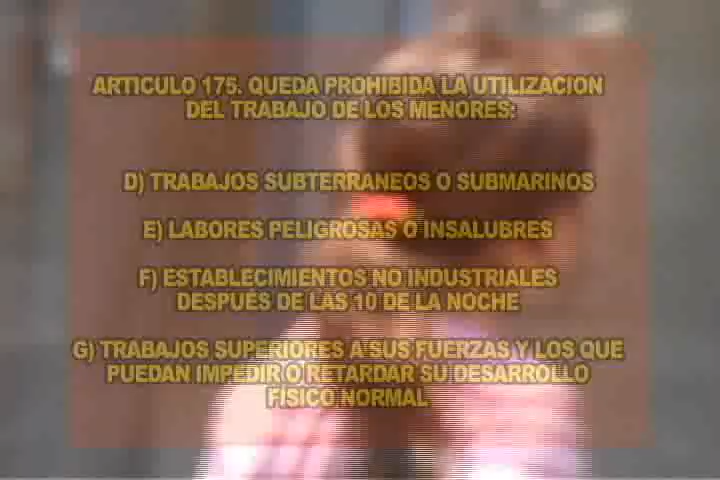 ARTICULO 175. QUEDA PROHIBIDA LA UTILIZACION
DEL TRABAJO DE LOS MENORES:
D) TRABAJOS SUBTERRANEOS O SUBMARINOS
E) LABORES PELIGROSAS O INSALUBRES
F) ESTABLECIMIENTOS NO INDUSTRIALES
DESPUÉS DE LAS 10 DE LA NOCHE
G) TRABAJOS SUPERIORES A SUS FUERZAS Y LOS QUE
PUEDAN IMPEDIR O RETARDAR SU DESARROLLO
FÍSICO NORMAL